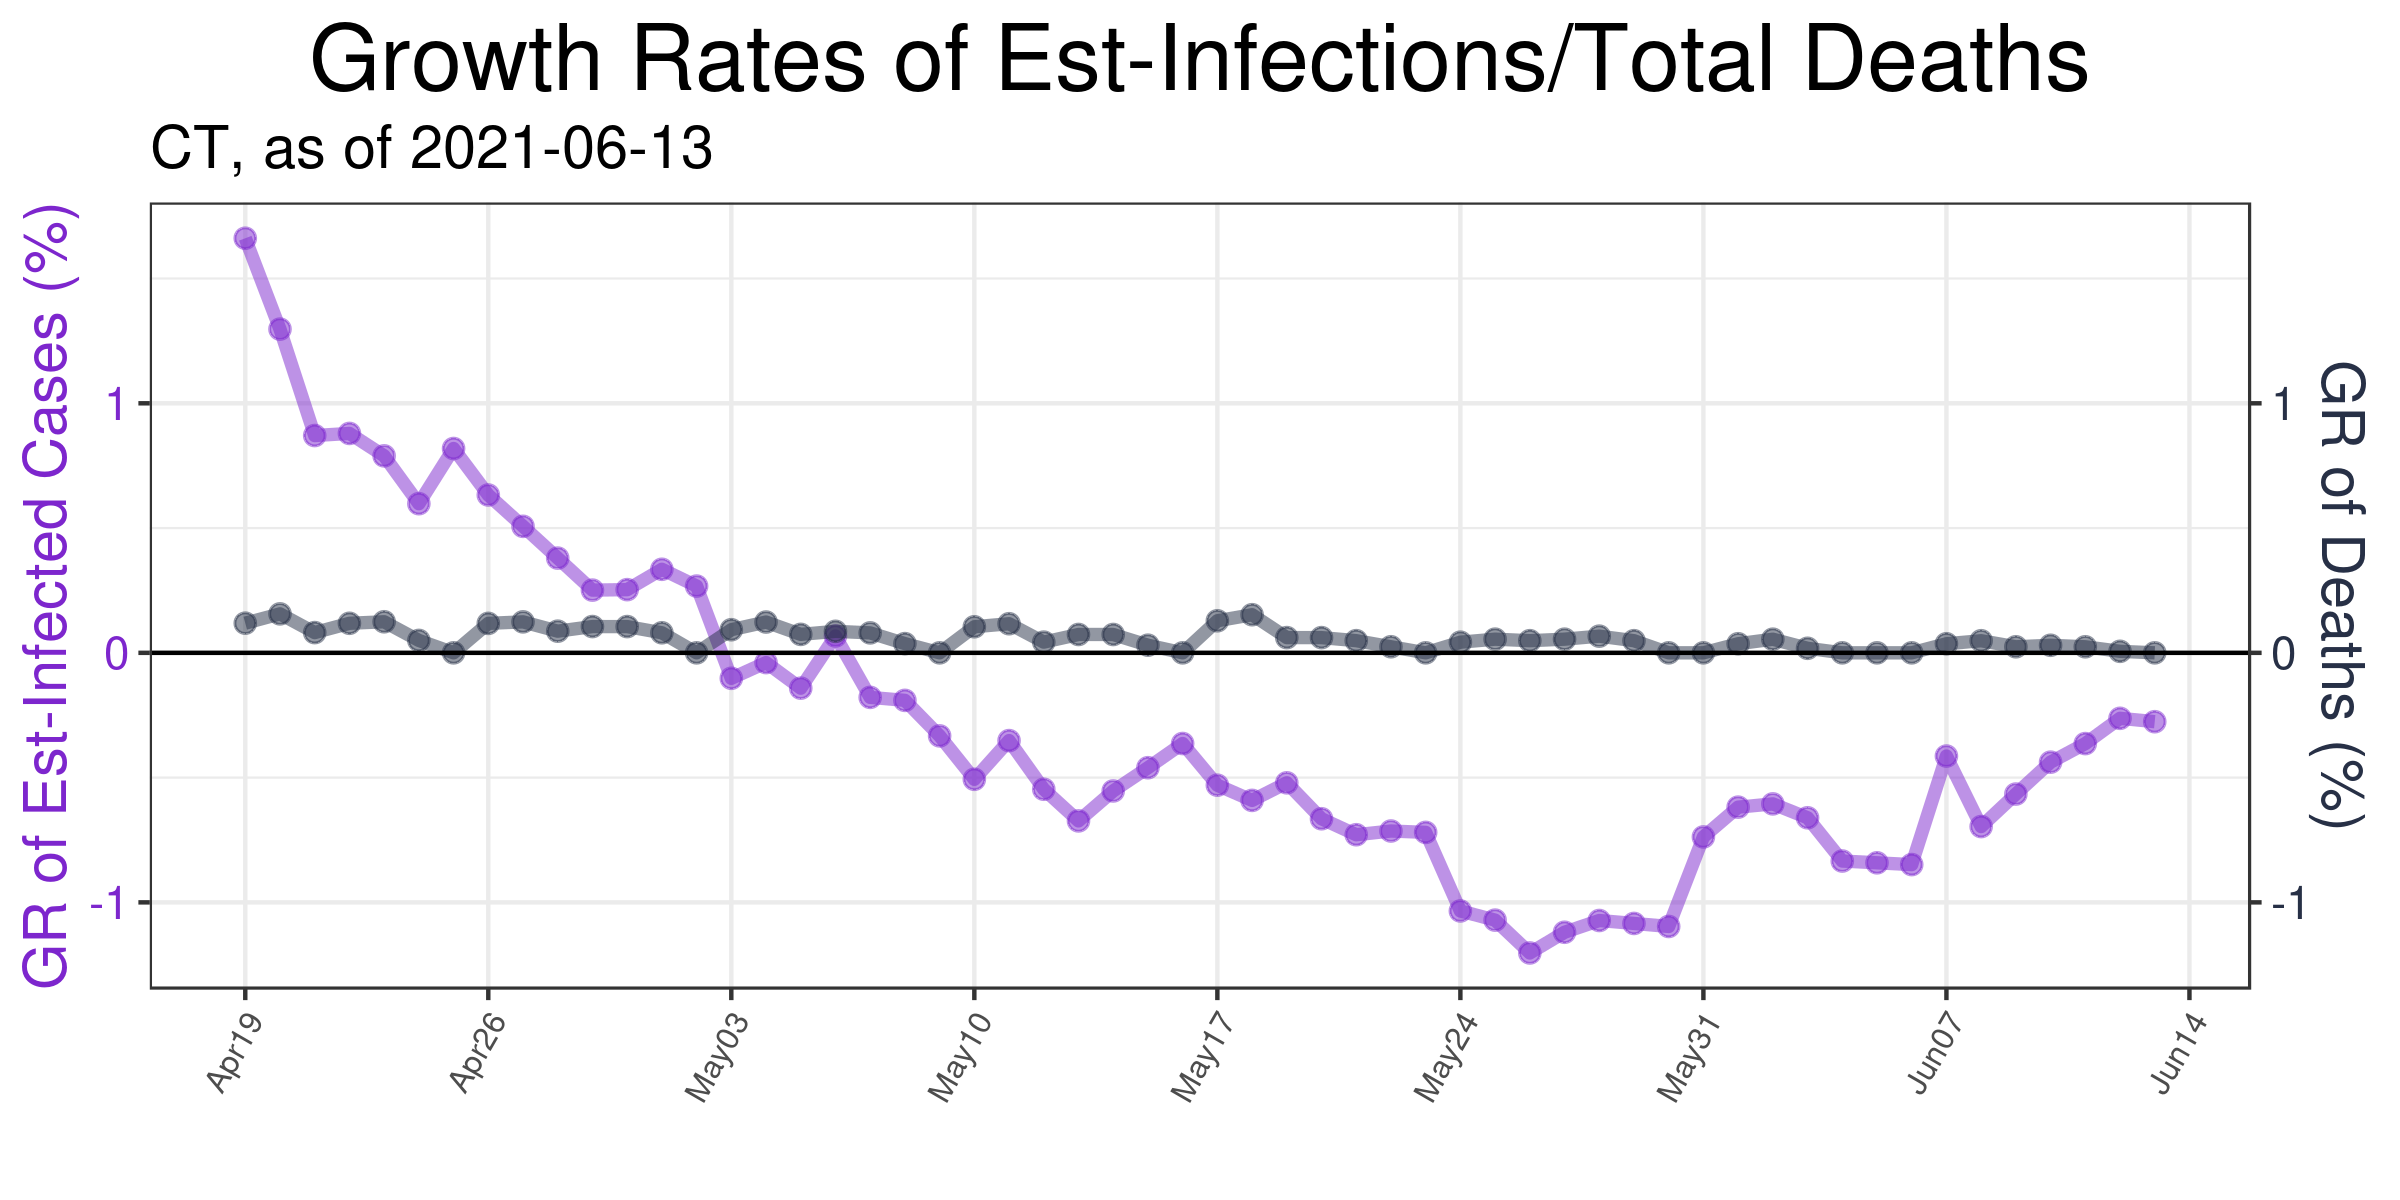 Growth Rates of Est-Infections/Total Deaths
CT, as of 2021-06-13
GR of Est-Infected Cases (%)
1
0
-1
1
0
-1
GR of Deaths (%)
Apr19
Apr26
May03
May10
May17
May24
May31
Jun07
Jun14